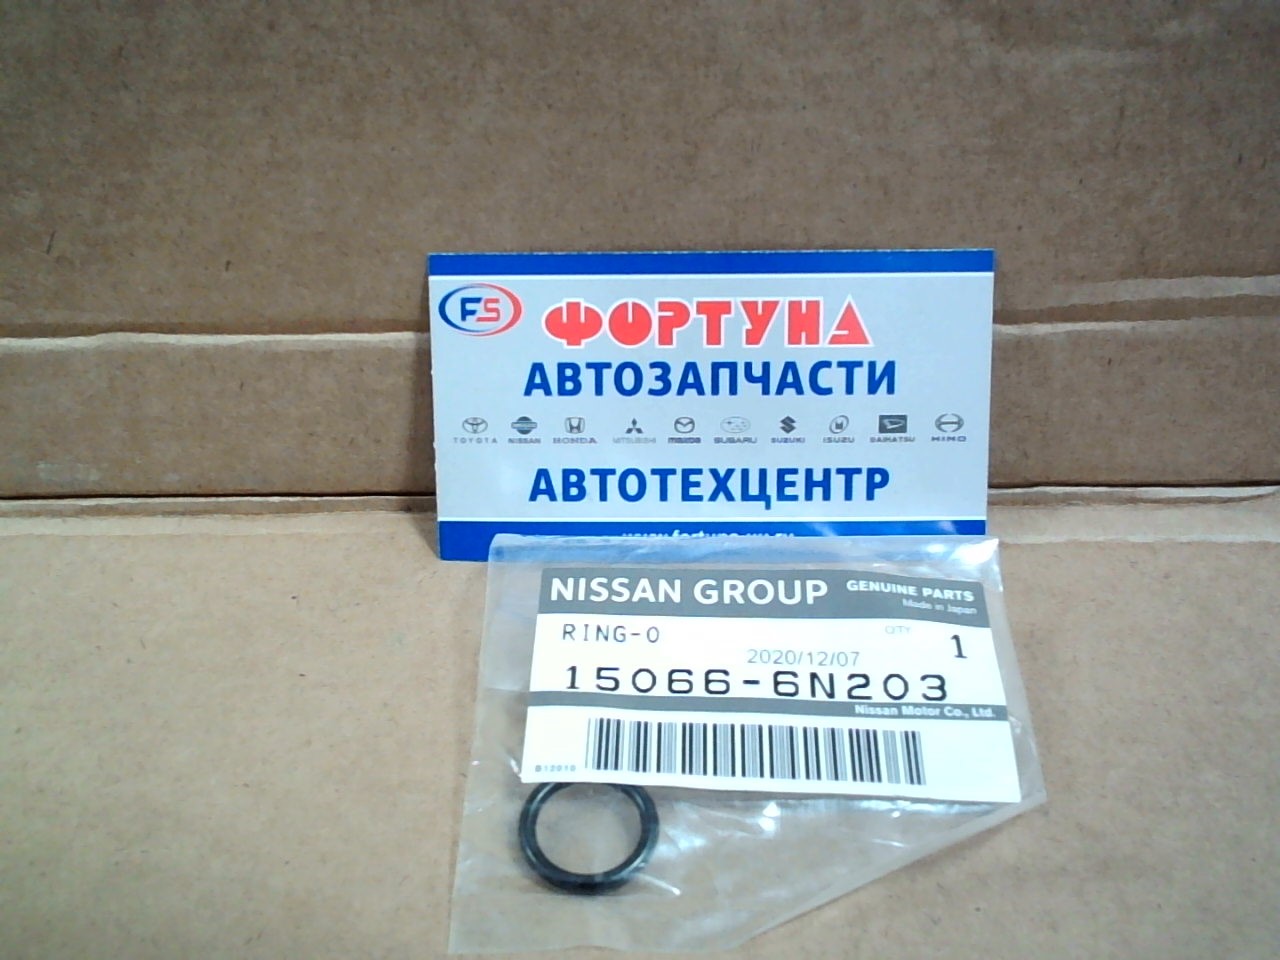 FS ФОРТУНА
АВТОЗАПЧАСТИ
TOYOTA NISSAN HONDA MITSUBISHI mazda SUBARU SUZUKI ISUZU DAIHATSU HINO
АВТОТЕХЦЕНТР
NISSAN GROUP GENUINE PARTS
Made in Japan
RING-O QTY 1
2020/12/07
15066-6N203
Nissan Motor Co., Ltd.
B12010